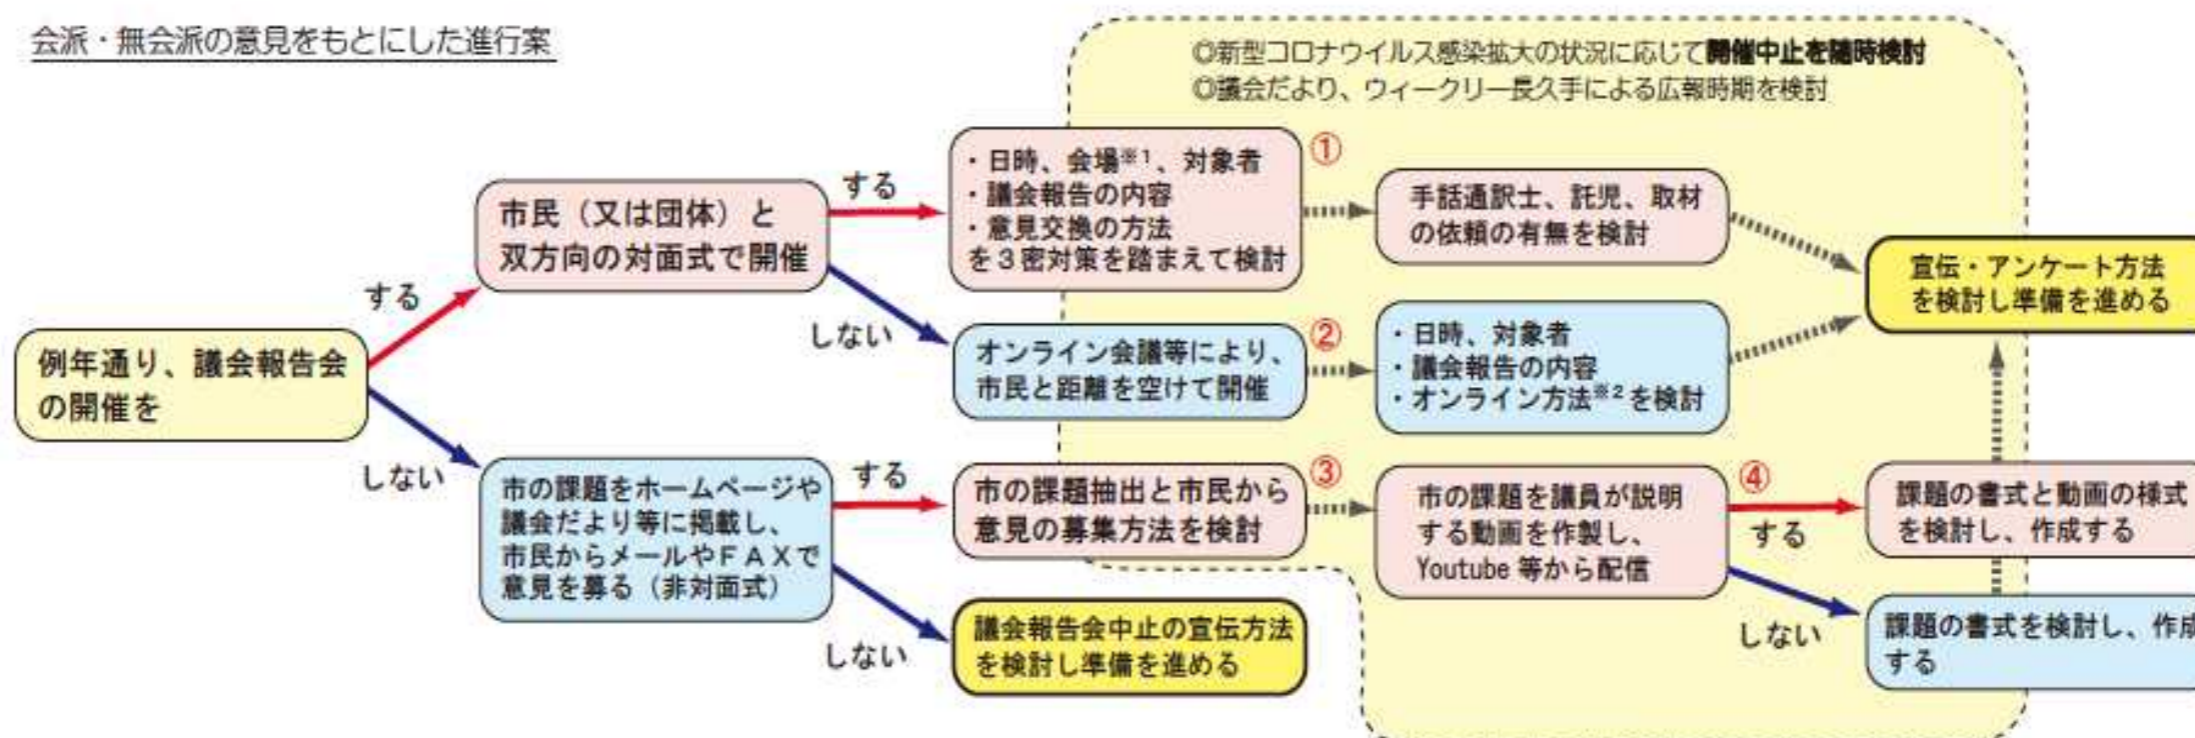 会派・無会派の意見をもとにした進行案
◎新型コロナウイルス感染拡大の状況に応じて開催中止を随時検討
◎議会だより、ウィークリー長久手による広報時期を検討
例年通り、議会報告会
の開催を
する
しない
市民（又は団体）と
双方向の対面式で開催
する
しない
・日時、会場※1、対象者
・議会報告の内容
・意見交換の方法
を３密対策を踏まえて検討
①
手話通訳士、託児、取材
の依頼の有無を検討
宣伝・アンケート方法
を検討し準備を進める
オンライン会議等により、
市民と距離を空けて開催
②
・日時、対象者
・議会報告の内容
・オンライン方法※2を検討
市の課題をホームページや
議会だより等に掲載し、
市民からメールやＦＡＸで
意見を募る（非対面式）
する
しない
市の課題抽出と市民から
意見の募集方法を検討
③
市の課題を議員が説明
する動画を作製し、
Youtube 等から配信
④
する
しない
課題の書式と動画の様式
を検討し、作成する
課題の書式を検討し、作成
する
議会報告会中止の宣伝方法
を検討し準備を進める